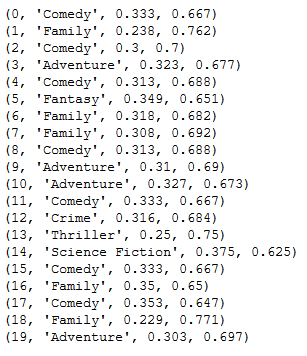 (0, 'Comedy', 0.333, 0.667)
(1, 'Family', 0.238, 0.762)
(2, 'Comedy', 0.3, 0.7)
(3, 'Adventure', 0.323, 0.677)
(4, 'Comedy', 0.313, 0.688)
(5, 'Fantasy', 0.349, 0.651)
(6, 'Family', 0.318, 0.682)
(7, 'Family', 0.308, 0.692)
(8, 'Comedy', 0.313, 0.688)
(9, 'Adventure', 0.31, 0.69)
(10, 'Adventure', 0.327, 0.673)
(11, 'Comedy', 0.333, 0.667)
(12, 'Crime', 0.316, 0.684)
(13, 'Thriller', 0.25, 0.75)
(14, 'Science Fiction', 0.375, 0.625)
(15, 'Comedy', 0.333, 0.667)
(16, 'Family', 0.35, 0.65)
(17, 'Comedy', 0.353, 0.647)
(18, 'Family', 0.229, 0.771)
(19, 'Adventure', 0.303, 0.697)